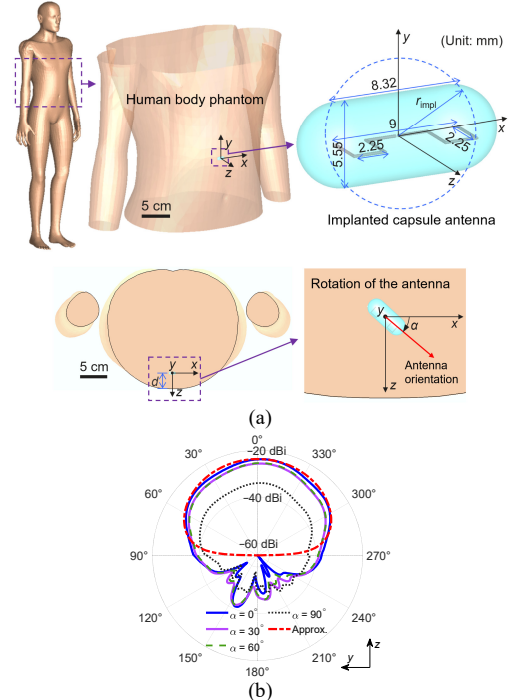 y
(Unit: mm)
8.32
r_impl
Human body phantom
9
x
y
5.55
2.25
2.25
x
z
z
5 cm
Implanted capsule antenna
Rotation of the antenna
y
α
x
y
x
5 cm
d
z
Antenna
orientation
z
(a)
0°
30°
−20 dBi
330°
60°
−40 dBi
300°
90°
−60 dBi
270°
120°
240°
α = 0°
α = 90°
α = 30°
Approx.
α = 60°
z
150°
180°
210°
y
(b)